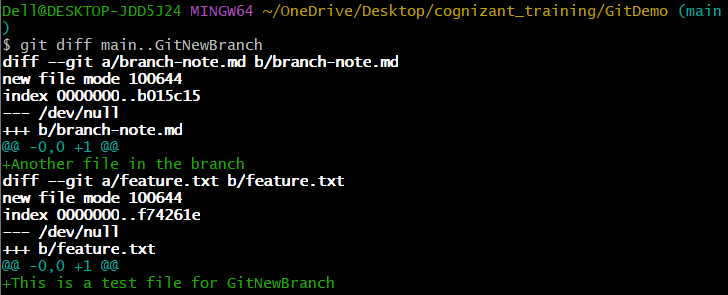 Dell@DESKTOP-JDD5J24 MINGW64 ~/OneDrive/Desktop/cognizant_training/GitDemo (main
)
$ git diff main..GitNewBranch
diff --git a/branch-note.md b/branch-note.md
new file mode 100644
index 0000000..b015c15
--- /dev/null
+++ b/branch-note.md
@@ -0,0 +1 @@
+Another file in the branch
diff --git a/feature.txt b/feature.txt
new file mode 100644
index 0000000..f74261e
--- /dev/null
+++ b/feature.txt
@@ -0,0 +1 @@
+This is a test file for GitNewBranch